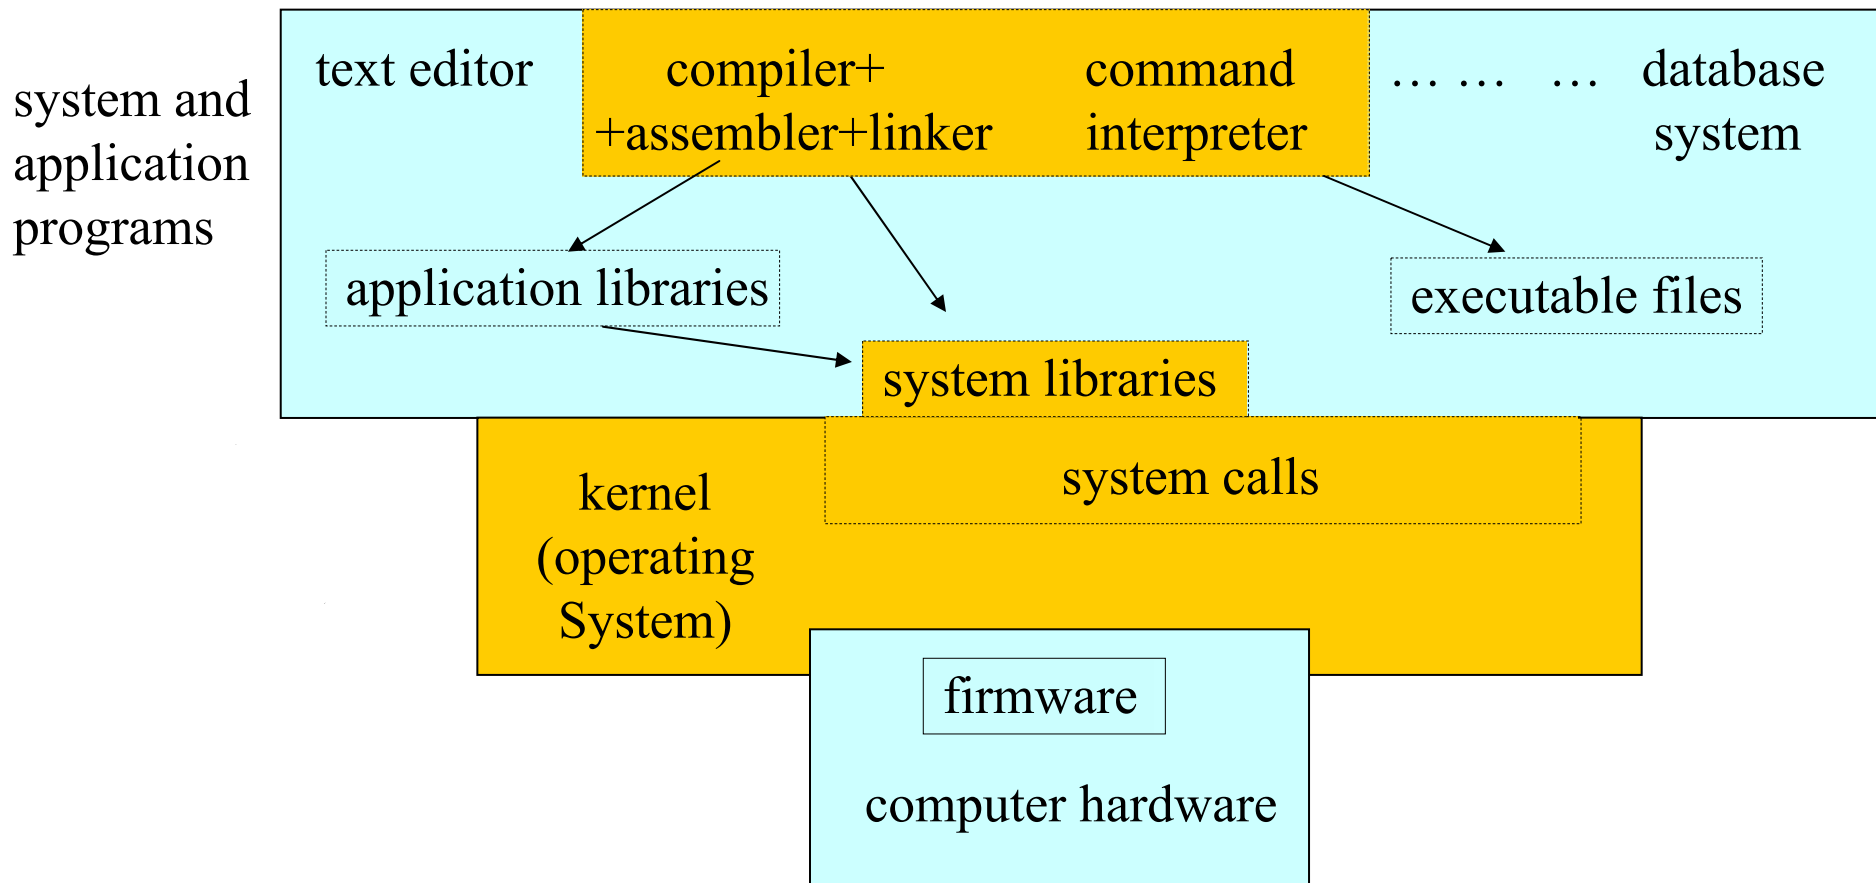 system and
application
programs
text editor
compiler+
+assembler+linker
command
interpreter
… … …
database
system
application libraries
executable files
system libraries
system calls
kernel
(operating
System)
firmware
computer hardware